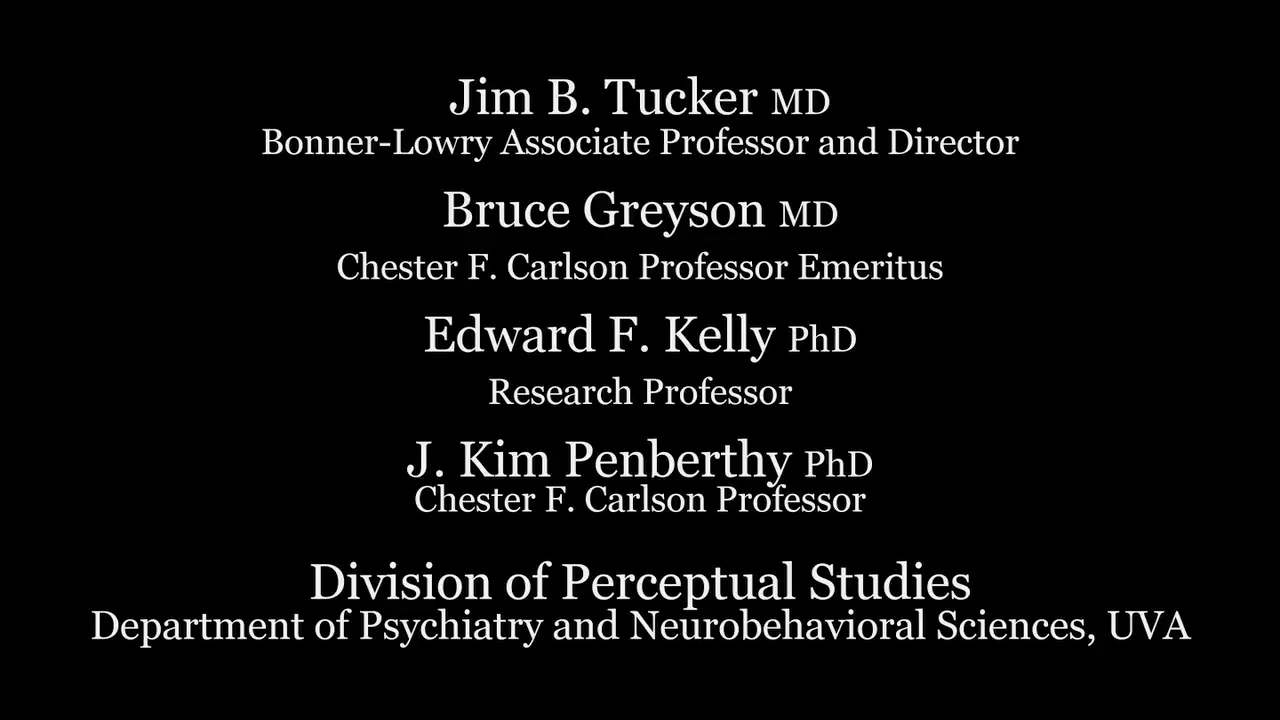 Jim B. Tucker MD
Bonner-Lowry Associate Professor and Director
Bruce Greyson MD
Chester F. Carlson Professor Emeritus
Edward F. Kelly PhD
Research Professor
J. Kim Penberthy PhD
Chester F. Carlson Professor
Division of Perceptual Studies
Department of Psychiatry and Neurobehavioral Sciences, UVA